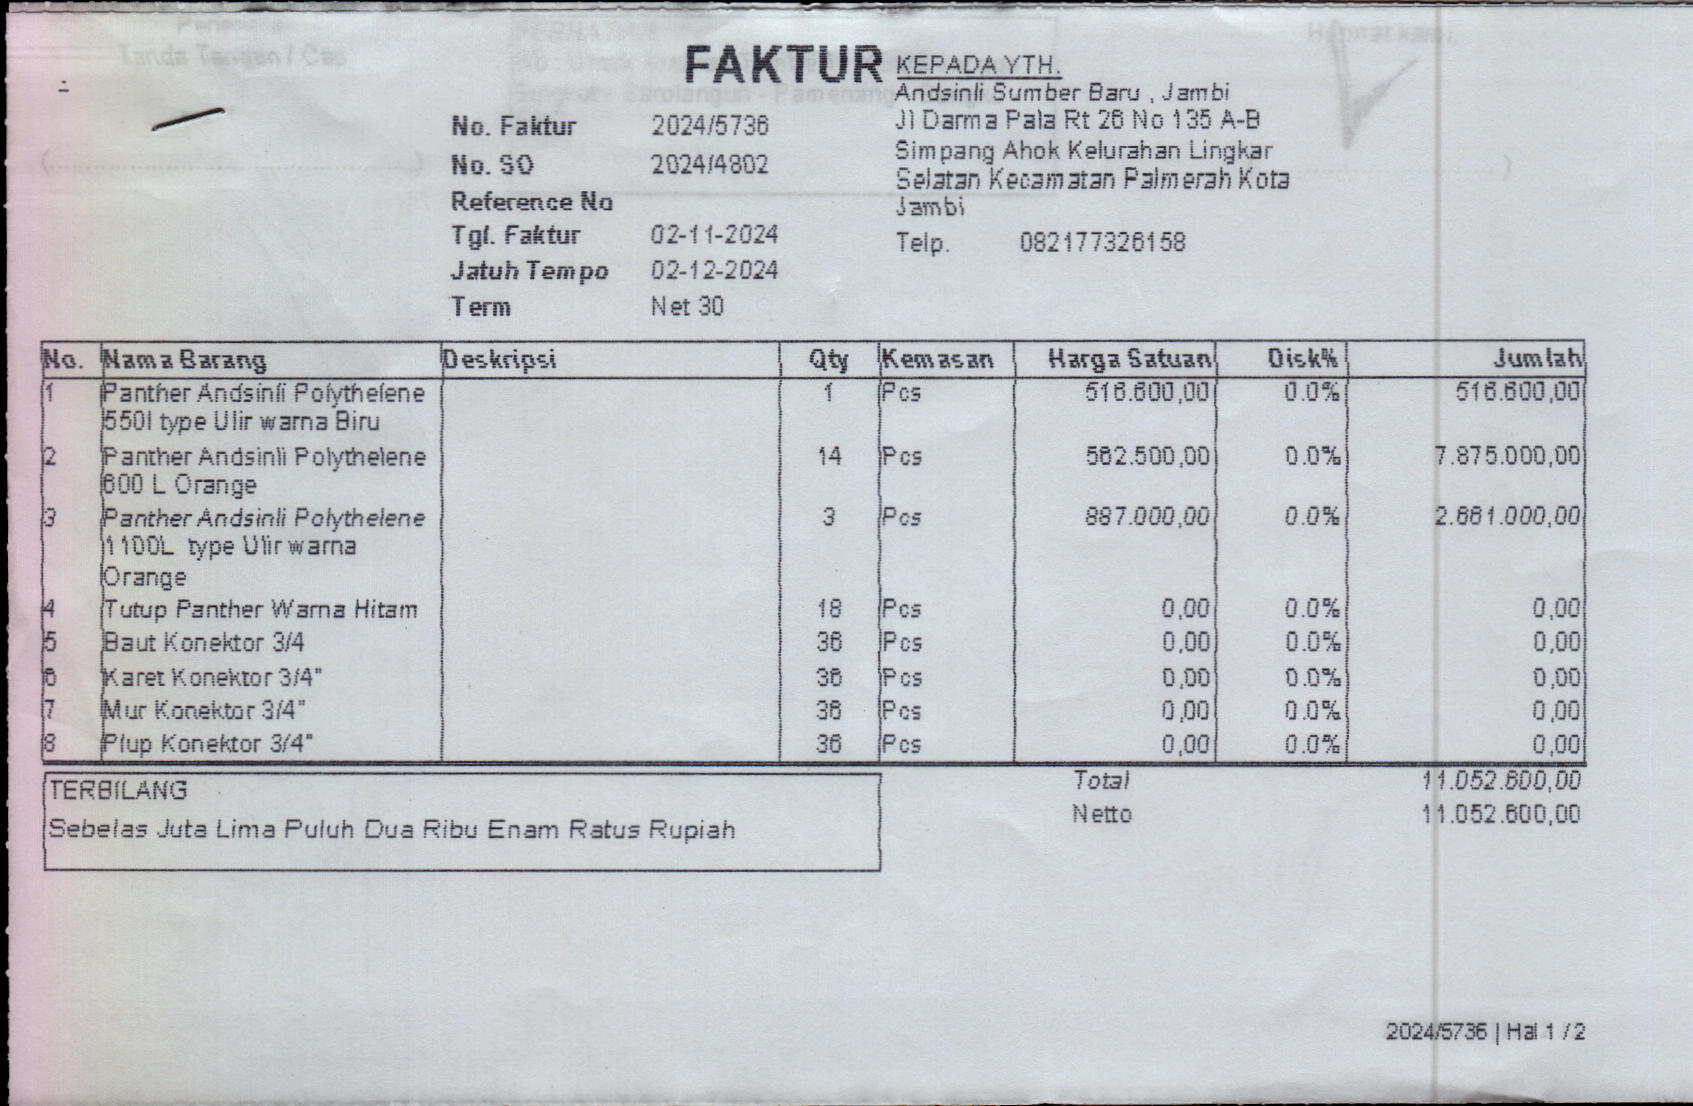 FAKTUR
KEPADA YTH.
Andsinli Sumber Baru , Jambi
Jl Darma Pala Rt 26 No 135 A-B
Simpang Ahok Kelurahan Lingkar
Selatan Kecamatan Palmerah Kota
Jambi
Telp. 082177326158
No. Faktur 2024/5736
No. SO 2024/4802
Reference No
Tgl. Faktur 02-11-2024
Jatuh Tempo 02-12-2024
Term Net 30
No. Nama Barang Deskripsi Qty Kemasan Harga Satuan Disk% Jumlah
1 Panther Andsinli Polythelene 1 Pcs 516.600,00 0.0% 516.600,00
550l type Ulir warna Biru
2 Panther Andsinli Polythelene 14 Pcs 562.500,00 0.0% 7.875.000,00
600 L Orange
3 Panther Andsinli Polythelene 3 Pcs 887.000,00 0.0% 2.661.000,00
1100L type Ulir warna
Orange
4 Tutup Panther Warna Hitam 18 Pcs 0,00 0.0% 0,00
5 Baut Konektor 3/4 36 Pcs 0,00 0.0% 0,00
6 Karet Konektor 3/4" 36 Pcs 0,00 0.0% 0,00
7 Mur Konektor 3/4" 36 Pcs 0,00 0.0% 0,00
8 Plup Konektor 3/4" 36 Pcs 0,00 0.0% 0,00
TERBILANG
Sebelas Juta Lima Puluh Dua Ribu Enam Ratus Rupiah
Total 11.052.600,00
Netto 11.052.600,00
2024/5736 | Hal 1 / 2
Tanda Tangan / Cap
Hormat kami,